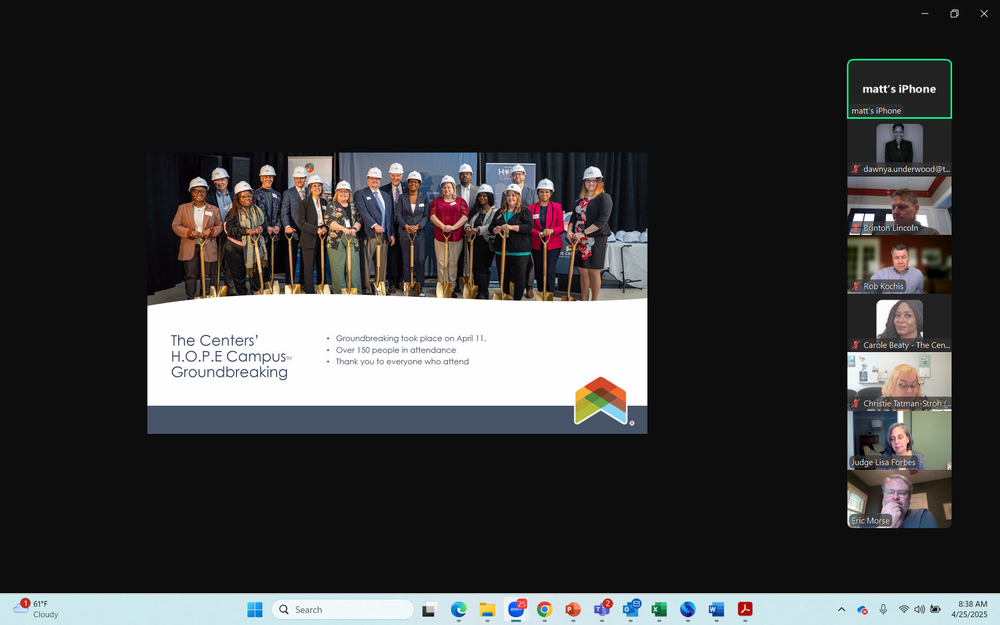 matt's iPhone
matt's iPhone
dawnya.underwood@t...
Brinton Lincoln
Rob Kochis
Carole Beaty - The Cen...
Christie Tatman-Stroh (...
Judge Lisa Forbes
Eric Morse
The Centers'
H.O.P.E Campus™
Groundbreaking
• Groundbreaking took place on April 11.
• Over 150 people in attendance
• Thank you to everyone who attend
®
1
61°F
Cloudy
Search
zoom
25
2
8:38 AM
4/25/2025